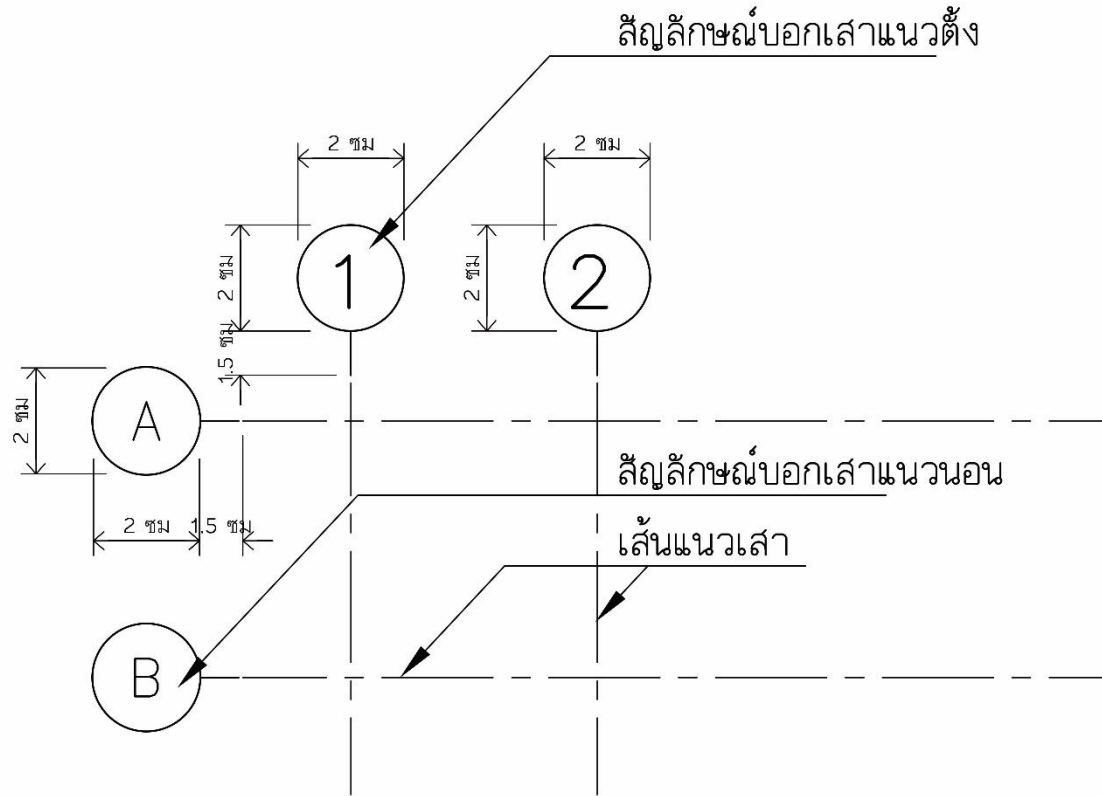 สัญลักษณ์บอกเสาแนวตั้ง
2 ซม
2 ซม
1
2
2 ซม
2 ซม
1.5 ซม
A
2 ซม
สัญลักษณ์บอกเสาแนวนอน
2 ซม
1.5 ซม
เส้นแนวเสา
B